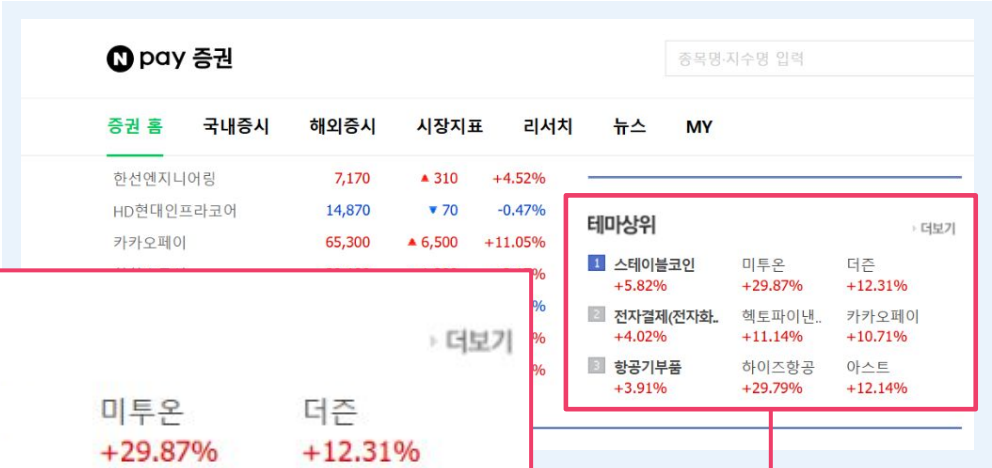 N pay 증권
종목명·지수명 입력
증권 홈 국내증시 해외증시 시장지표 리서치 뉴스 MY
한선엔지니어링 7,170 ▲ 310 +4.52%
HD현대인프라코어 14,870 ▼ 70 -0.47%
카카오페이 65,300 ▲ 6,500 +11.05%
테마상위 더보기
1 스테이블코인 미투온 더즌
+5.82% +29.87% +12.31%
2 전자결제(전자화.. 헥토파이낸.. 카카오페이
+4.02% +11.14% +10.71%
3 항공기부품 하이즈항공 아스트
+3.91% +29.79% +12.14%
더보기
미투온 더즌
+29.87% +12.31%